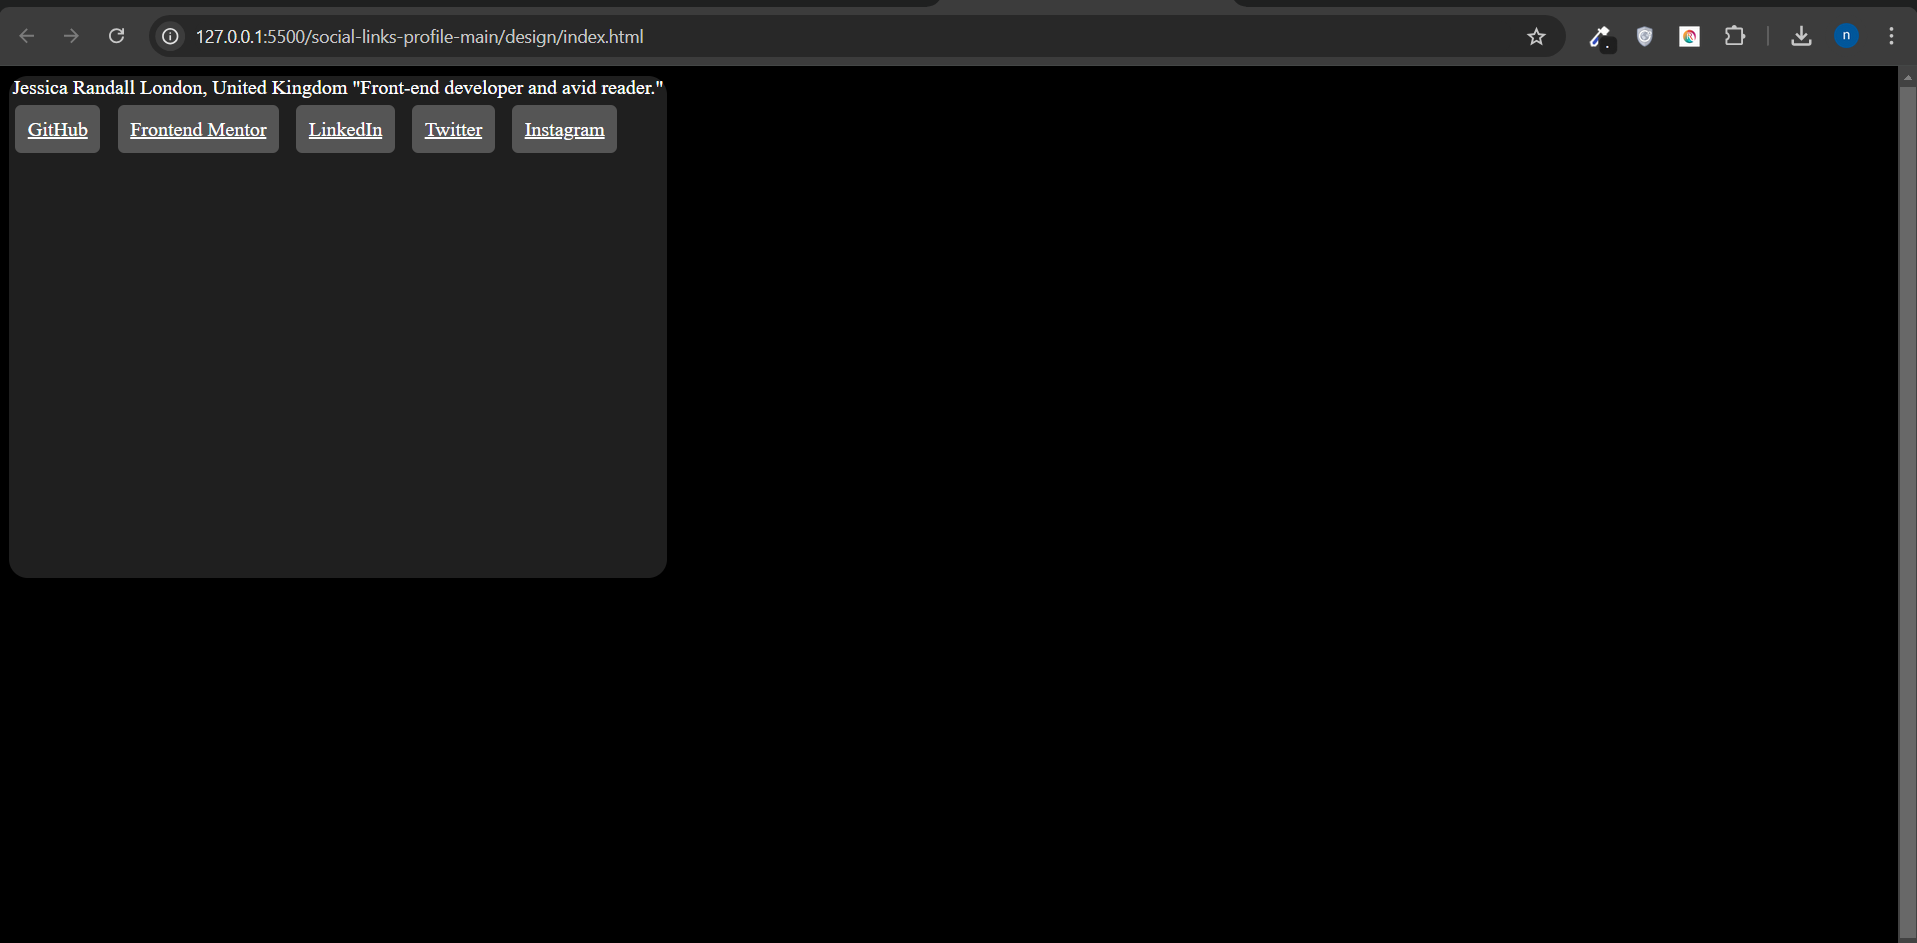 127.0.0.1:5500/social-links-profile-main/design/index.html
n
Jessica Randall London, United Kingdom "Front-end developer and avid reader."
GitHub Frontend Mentor LinkedIn Twitter Instagram